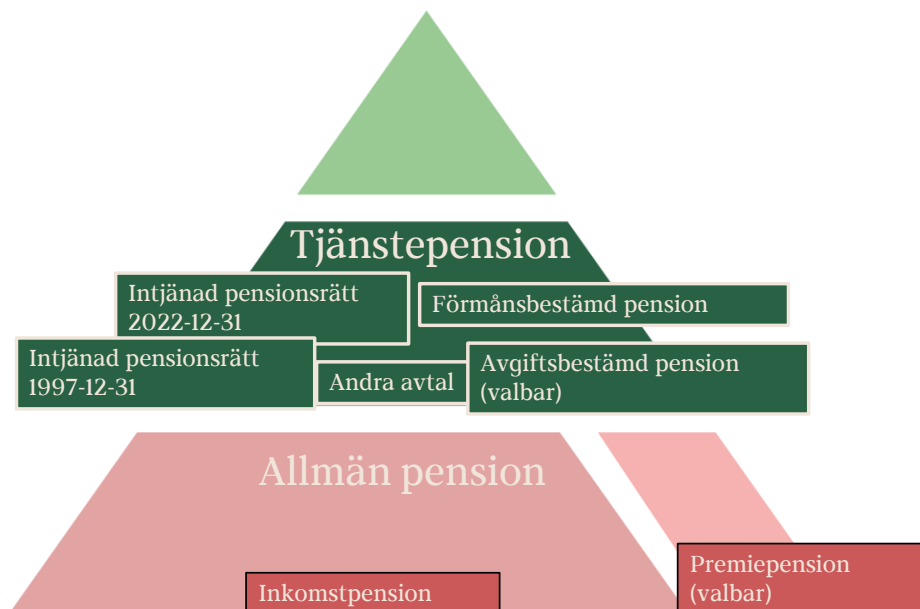 Tjänstepension
Intjänad pensionsrätt
2022-12-31
Förmånsbestämd pension
Intjänad pensionsrätt
1997-12-31
Andra avtal
Avgiftsbestämd pension
(valbar)
Allmän pension
Inkomstpension
Premiepension
(valbar)